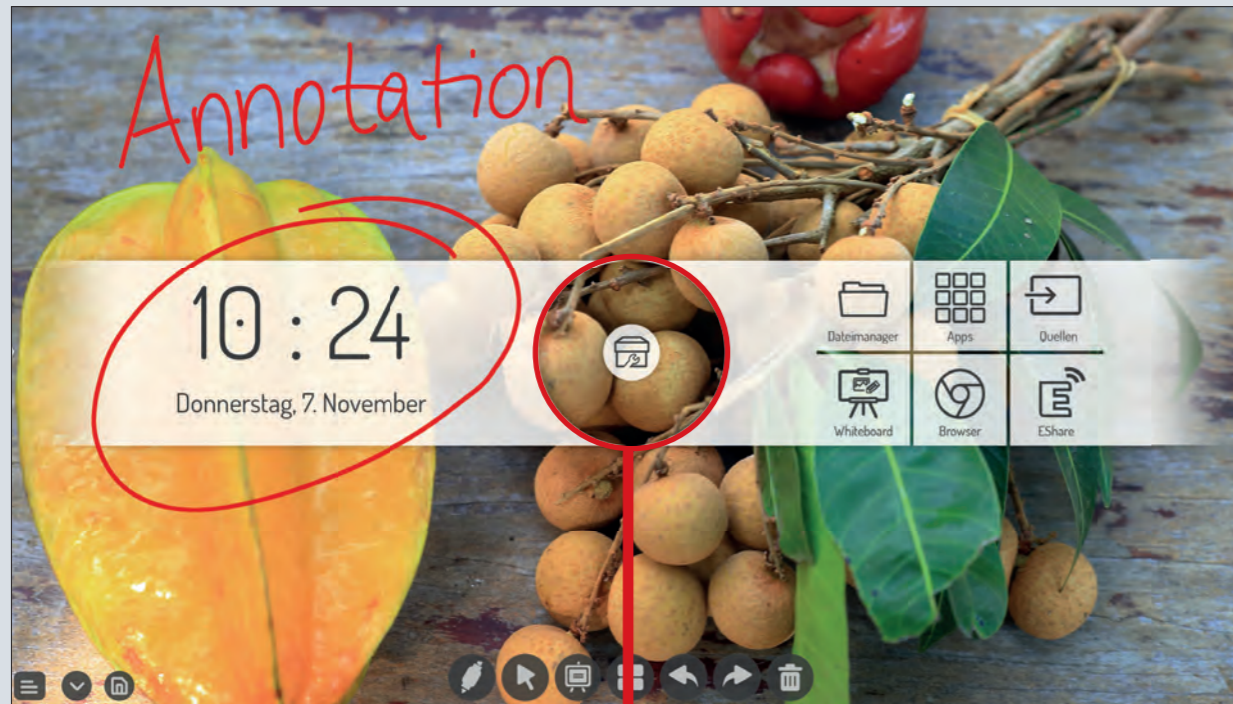 Annotation
10 : 24
Donnerstag, 7. November
Dateimanager
Apps
Quellen
Whiteboard
Browser
EShare